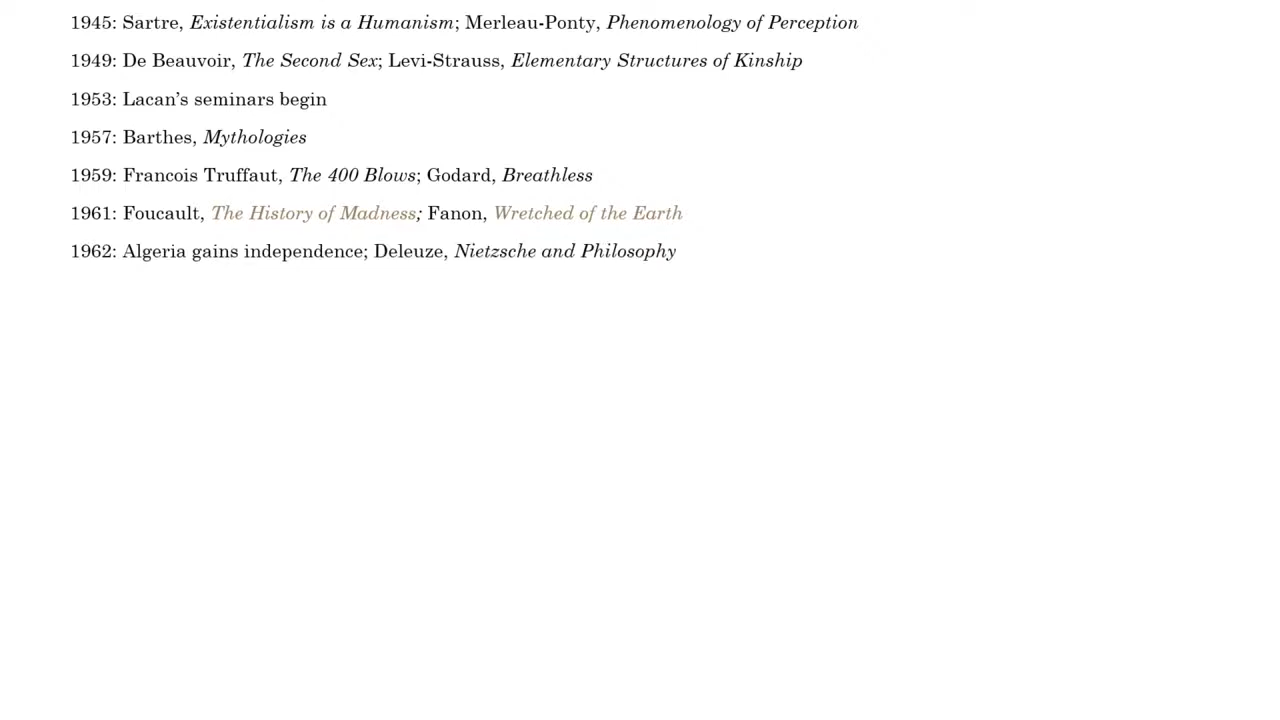 1945: Sartre, Existentialism is a Humanism; Merleau-Ponty, Phenomenology of Perception
1949: De Beauvoir, The Second Sex; Levi-Strauss, Elementary Structures of Kinship
1953: Lacan’s seminars begin
1957: Barthes, Mythologies
1959: Francois Truffaut, The 400 Blows; Godard, Breathless
1961: Foucault, The History of Madness; Fanon, Wretched of the Earth
1962: Algeria gains independence; Deleuze, Nietzsche and Philosophy